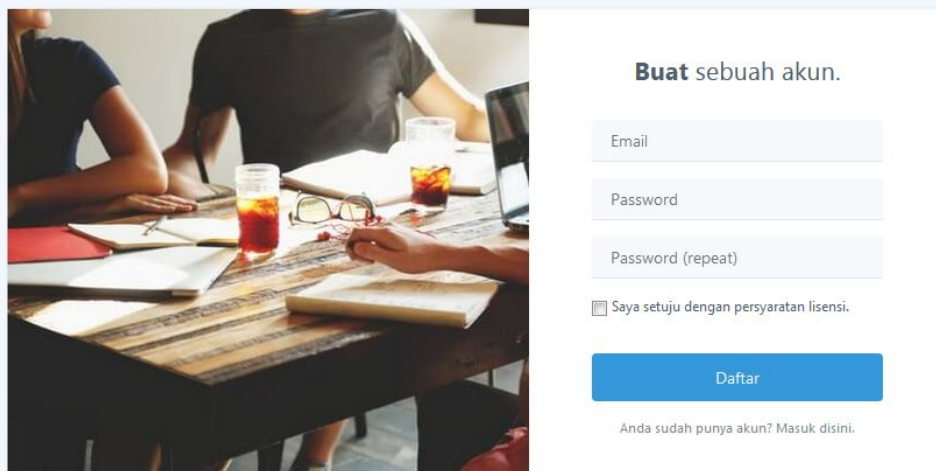 Buat sebuah akun.
Email
Password
Password (repeat)
Saya setuju dengan persyaratan lisensi.
Daftar
Anda sudah punya akun? Masuk disini.